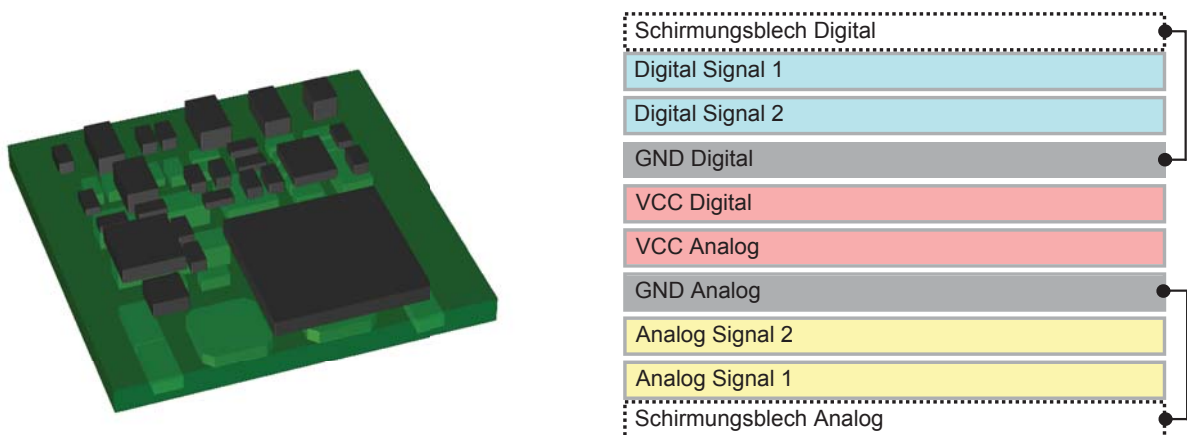 Schirmungsblech Digital
Digital Signal 1
Digital Signal 2
GND Digital
VCC Digital
VCC Analog
GND Analog
Analog Signal 2
Analog Signal 1
Schirmungsblech Analog